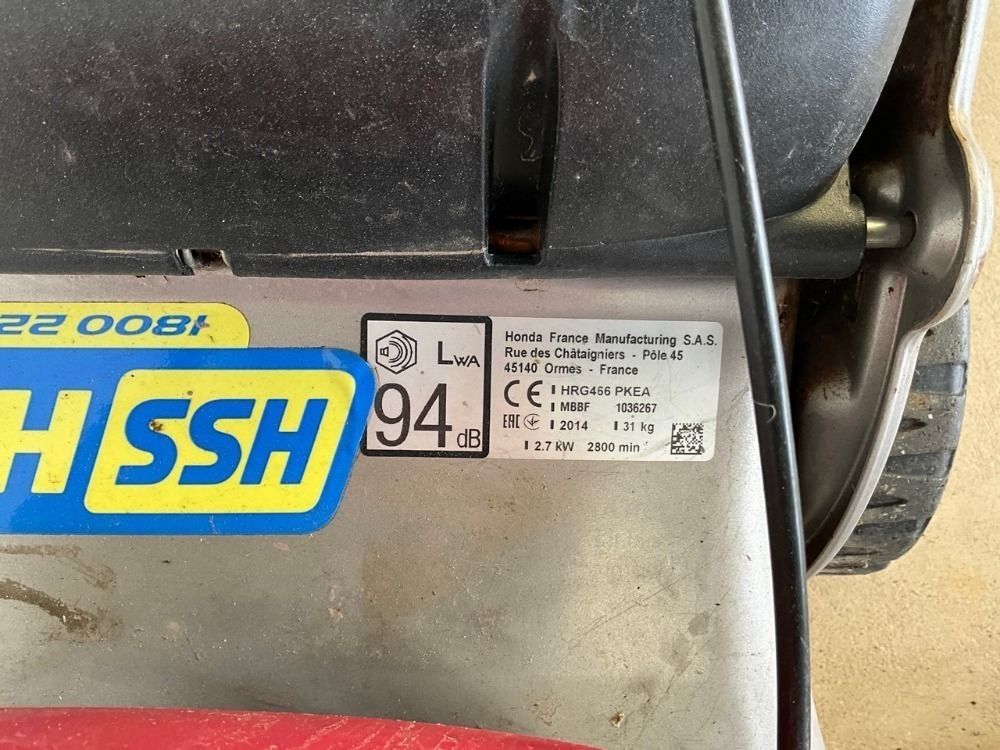 1800 22
H SSH
LWA
94 dB
Honda France Manufacturing S.A.S.
Rue des Châtaigniers - Pôle 45
45140 Ormes - France
CE HRG466 PKEA
MBBF 1036267
EAC 2014 31 kg
2.7 kW 2800 min-1